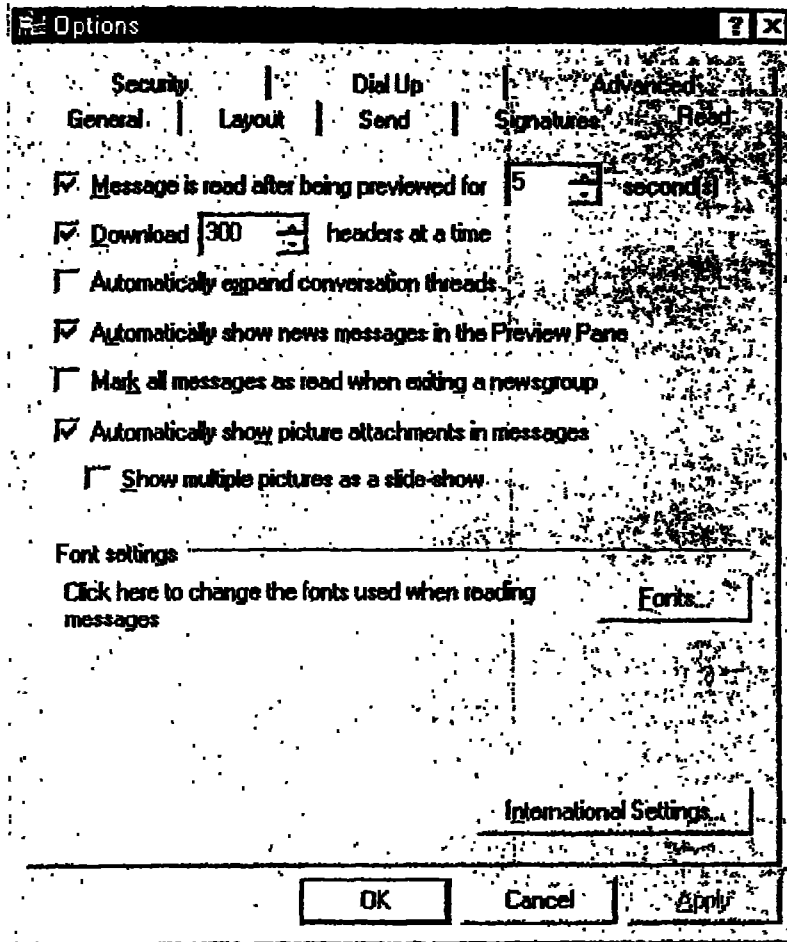 Options
Security Dial Up Advanced
General Layout Send Signatures Read
Message is read after being previewed for 5 second(s)
Download 300 headers at a time
Automatically expand conversation threads
Automatically show news messages in the Preview Pane
Mark all messages as read when exiting a newsgroup
Automatically show picture attachments in messages
Show multiple pictures as a slide-show
Font settings
Click here to change the fonts used when reading
messages
Fonts...
International Settings...
OK Cancel Apply